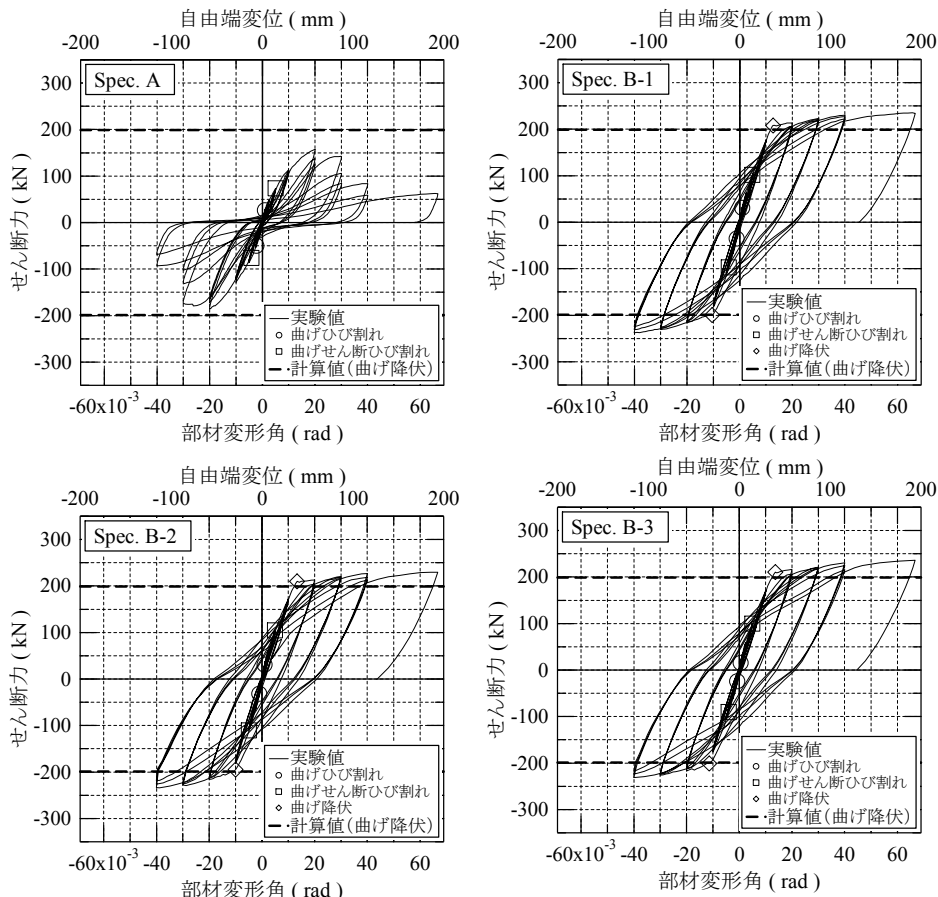 自由端変位 ( mm )
-200 -100 0 100 200
Spec. A
せん断力 ( kN )
300
200
100
0
-100
-200
-300
実験値
曲げひび割れ
曲げせん断ひび割れ
計算値(曲げ降伏)
-60x10-3 -40 -20 0 20 40 60
部材変形角 ( rad )
自由端変位 ( mm )
-200 -100 0 100 200
Spec. B-1
せん断力 ( kN )
300
200
100
0
-100
-200
-300
実験値
曲げひび割れ
曲げせん断ひび割れ
曲げ降伏
計算値(曲げ降伏)
-60x10-3 -40 -20 0 20 40 60
部材変形角 ( rad )
自由端変位 ( mm )
-200 -100 0 100 200
Spec. B-2
せん断力 ( kN )
300
200
100
0
-100
-200
-300
実験値
曲げひび割れ
曲げせん断ひび割れ
曲げ降伏
計算値(曲げ降伏)
-60x10-3 -40 -20 0 20 40 60
部材変形角 ( rad )
自由端変位 ( mm )
-200 -100 0 100 200
Spec. B-3
せん断力 ( kN )
300
200
100
0
-100
-200
-300
実験値
曲げひび割れ
曲げせん断ひび割れ
曲げ降伏
計算値(曲げ降伏)
-60x10-3 -40 -20 0 20 40 60
部材変形角 ( rad )